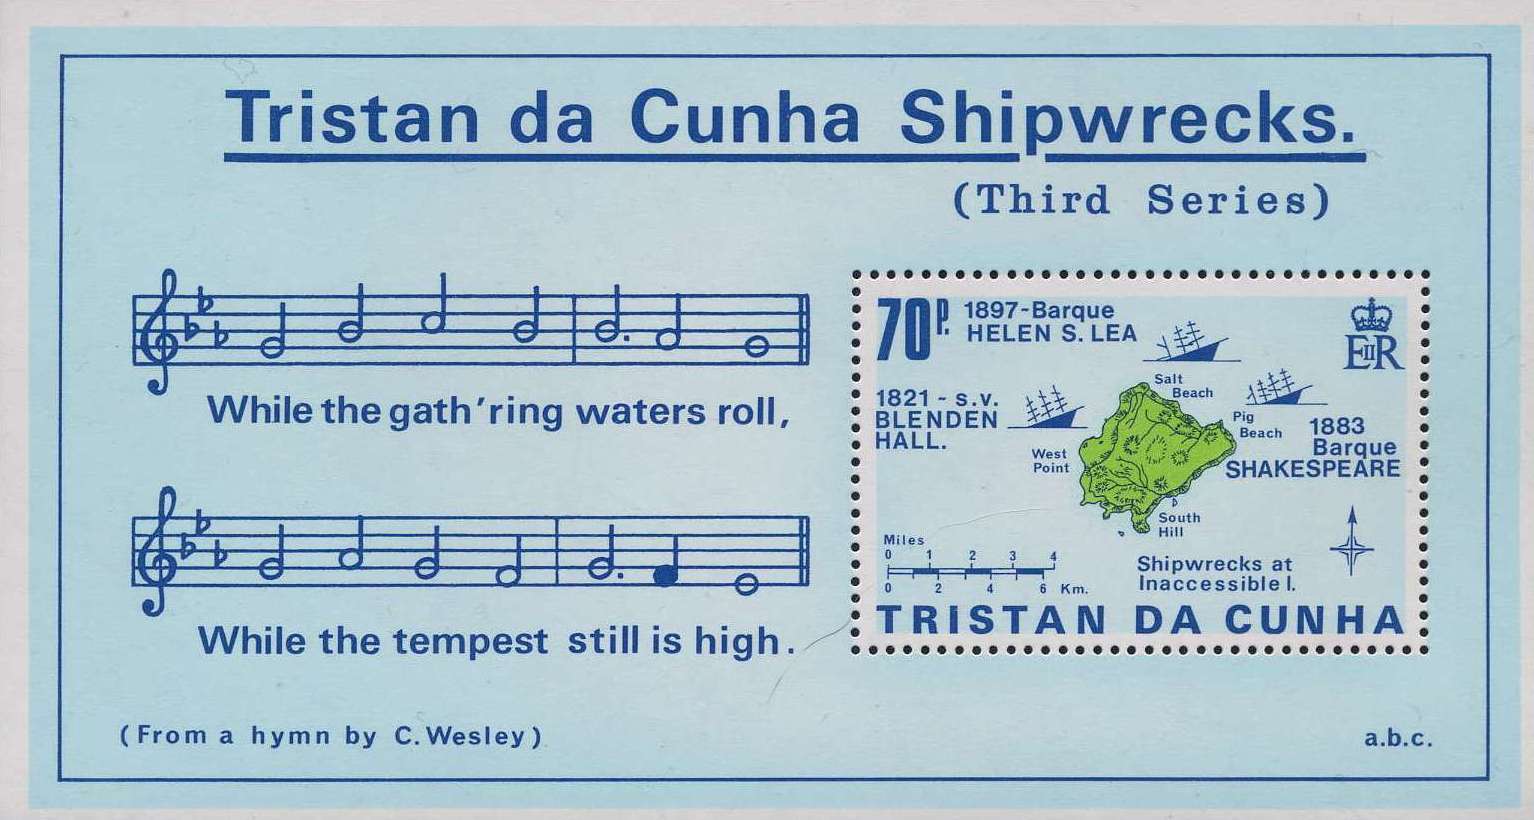 Tristan da Cunha Shipwrecks.
(Third Series)
While the gath'ring waters roll,
While the tempest still is high.
(From a hymn by C. Wesley)
70P.
1897-Barque
HELEN S. LEA
EIIR
1821 - s.v.
BLENDEN
HALL.
Salt
Beach
Pig
Beach
1883
Barque
SHAKESPEARE
West
Point
South
Hill
Miles
0 1 2 3 4
0 2 4 6 Km.
Shipwrecks at
Inaccessible I.
TRISTAN DA CUNHA
a.b.c.